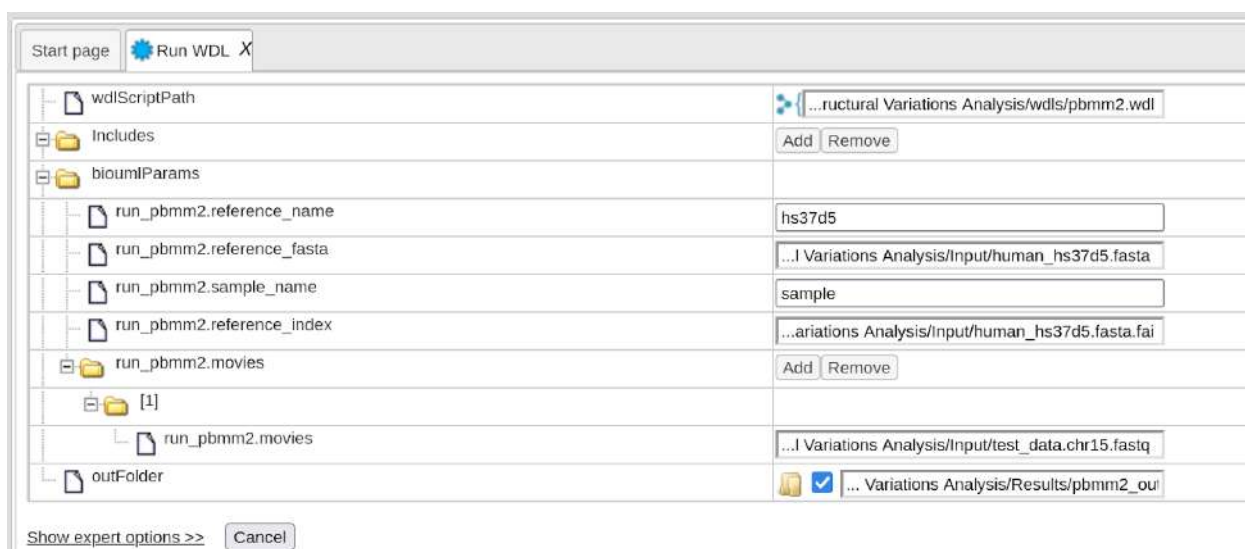 Start page Run WDL X
wdlScriptPath ...ructural Variations Analysis/wdls/pbmm2.wdl
Includes Add Remove
bioumlParams
run_pbmm2.reference_name hs37d5
run_pbmm2.reference_fasta ...l Variations Analysis/Input/human_hs37d5.fasta
run_pbmm2.sample_name sample
run_pbmm2.reference_index ...ariations Analysis/Input/human_hs37d5.fasta.fai
run_pbmm2.movies Add Remove
[1]
run_pbmm2.movies ...l Variations Analysis/Input/test_data.chr15.fastq
outFolder ... Variations Analysis/Results/pbmm2_out
Show expert options >> Cancel